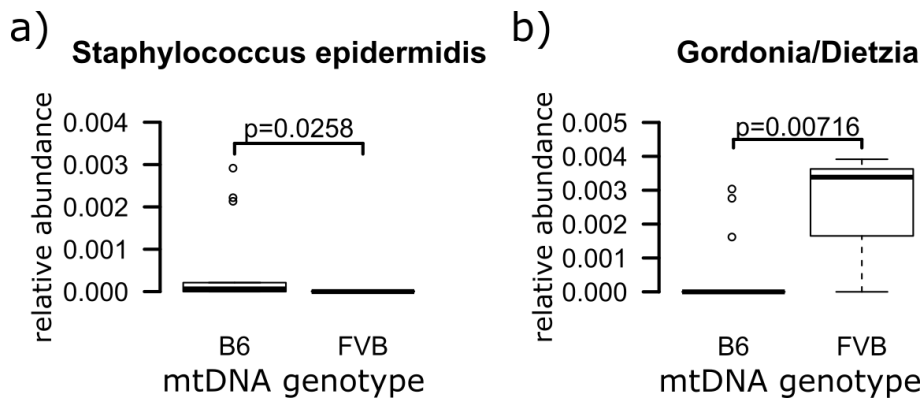 a)
Staphylococcus epidermidis
relative abundance
0.004
0.003
0.002
0.001
0.000
p=0.0258
B6 FVB
mtDNA genotype
b)
Gordonia/Dietzia
relative abundance
0.005
0.005
0.003
0.002
0.001
0.000
p=0.00716
B6 FVB
mtDNA genotype